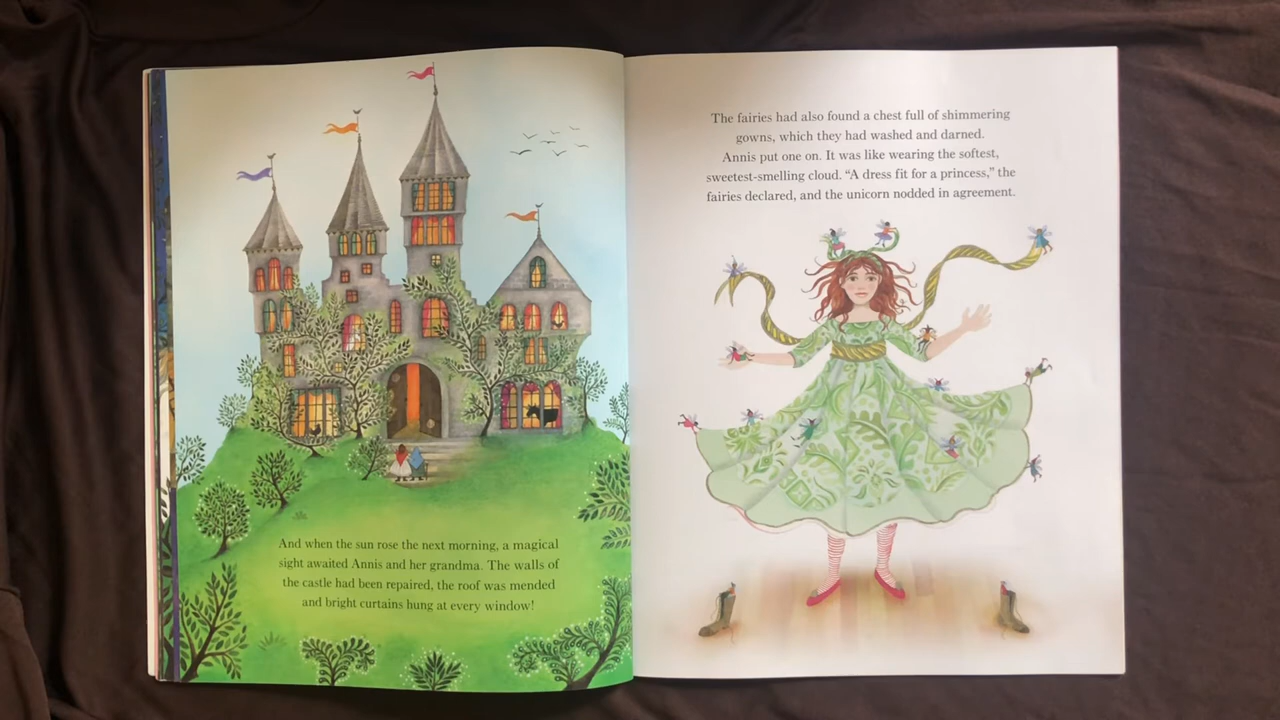 And when the sun rose the next morning, a magical
sight awaited Annis and her grandma. The walls of
the castle had been repaired, the roof was mended
and bright curtains hung at every window!
The fairies had also found a chest full of shimmering
gowns, which they had washed and darned.
Annis put one on. It was like wearing the softest,
sweetest-smelling cloud. “A dress fit for a princess,” the
fairies declared, and the unicorn nodded in agreement.